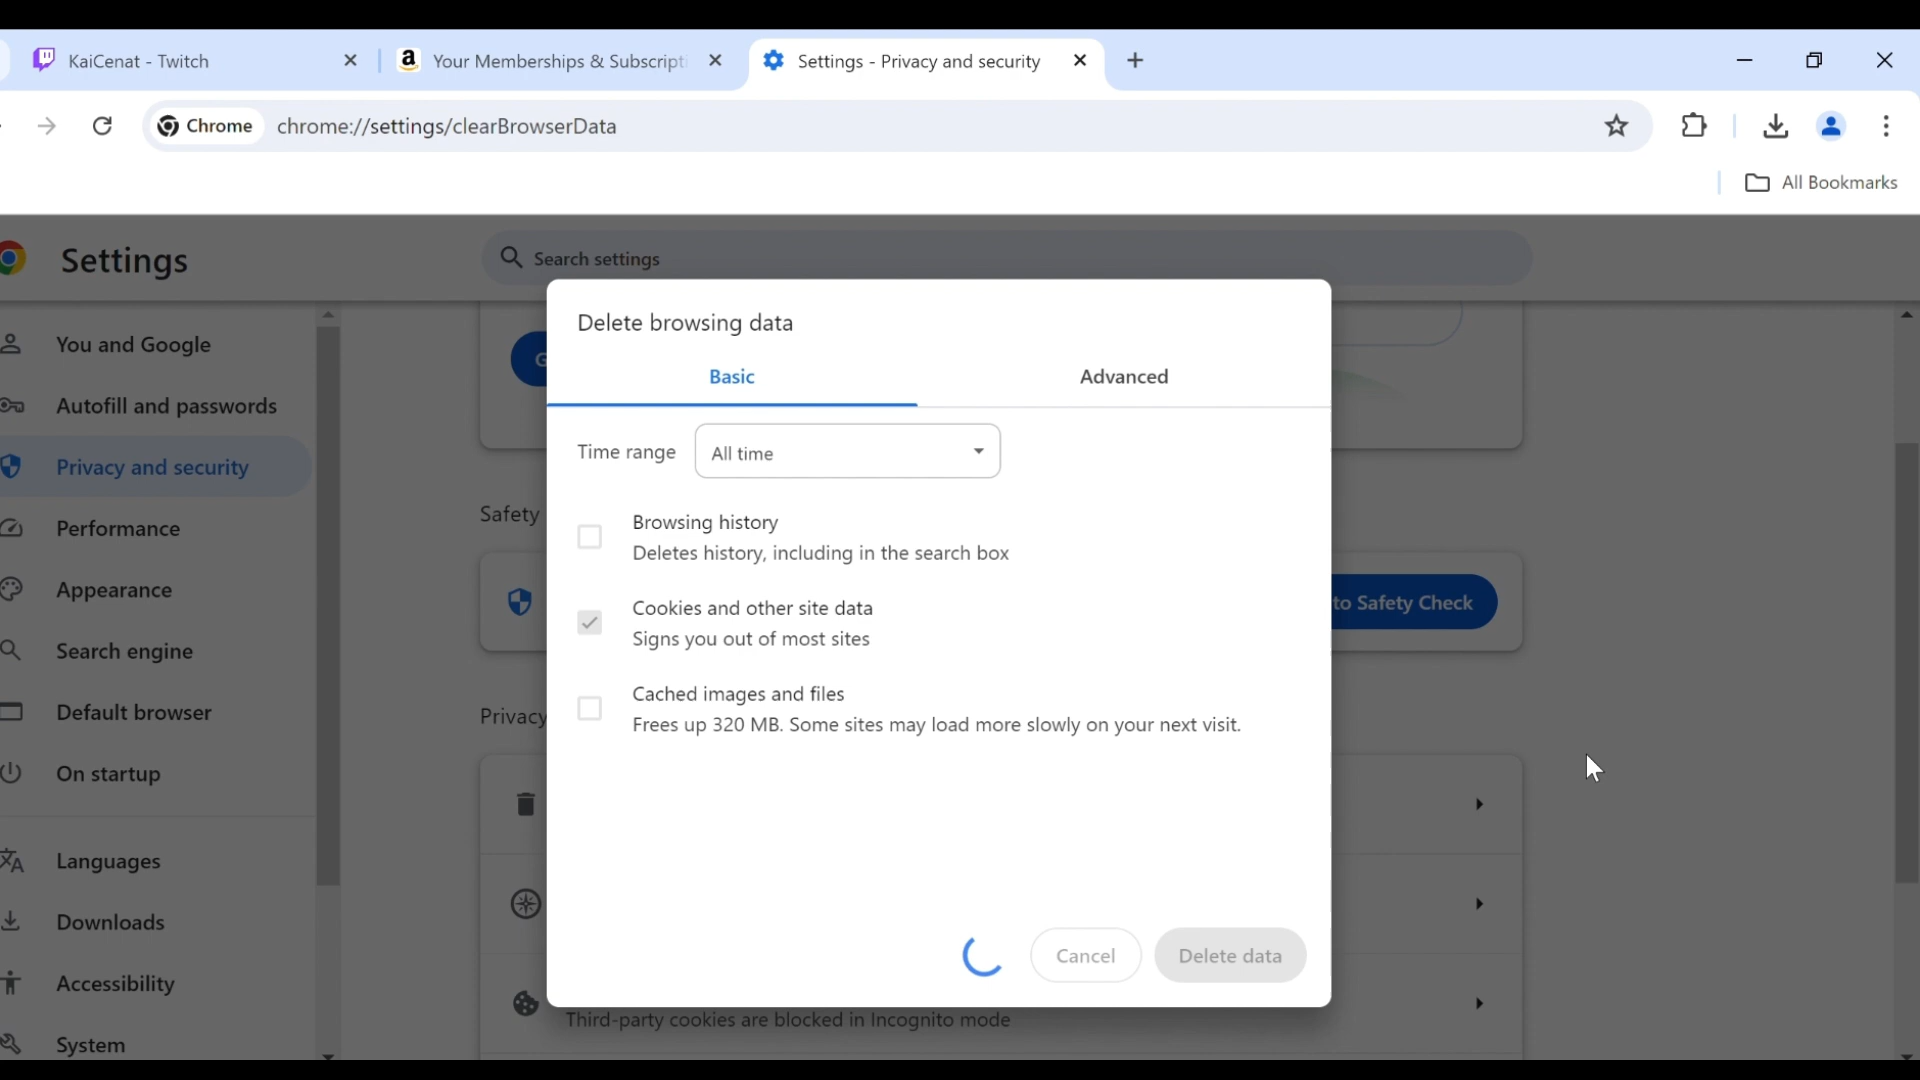 KaiCenat - Twitch
Your Memberships & Subscripti
Settings - Privacy and security
Chrome
chrome://settings/clearBrowserData
All Bookmarks
Settings
Search settings
You and Google
Autofill and passwords
Privacy and security
Performance
Appearance
Search engine
Default browser
On startup
Languages
Downloads
Accessibility
System
G
Safety
to Safety Check
Privacy
Delete browsing data
Basic
Advanced
Time range
All time
Browsing history
Deletes history, including in the search box
Cookies and other site data
Signs you out of most sites
Cached images and files
Frees up 320 MB. Some sites may load more slowly on your next visit.
Cancel
Delete data
Third-party cookies are blocked in Incognito mode